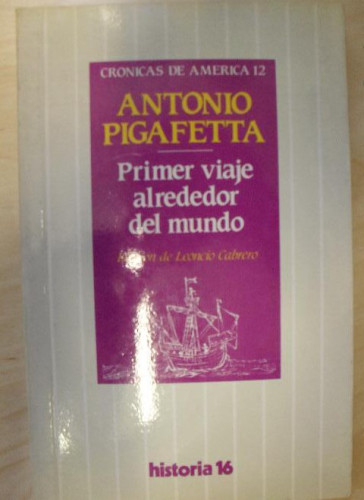 CRONICAS DE AMERICA 12
ANTONIO
PIGAFETTA
Primer viaje
alrededor
del mundo
de Leoncio Cabrero
historia 16